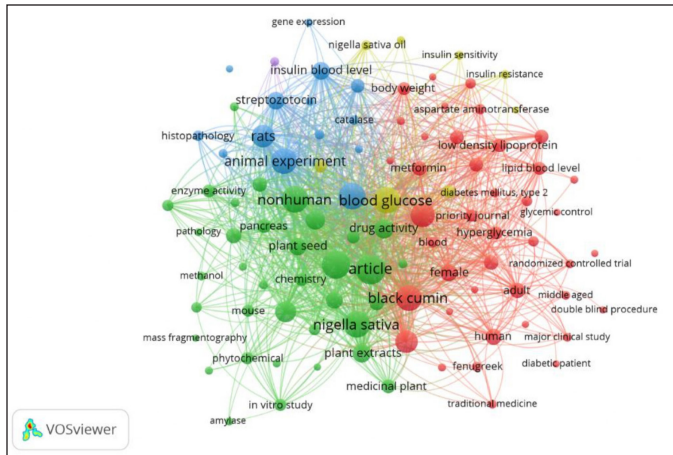 gene expression
nigella sativa oil
insulin sensitivity
insulin blood level
insulin resistance
body weight
streptozotocin
aspartate aminotransferase
catalase
histopathology
rats
low density lipoprotein
animal experiment
metformin
lipid blood level
enzyme activity
nonhuman
blood glucose
diabetes mellitus, type 2
priority journal
glycemic control
pancreas
drug activity
pathology
plant seed
blood
hyperglycemia
article
female
randomized controlled trial
methanol
chemistry
black cumin
adult
middle aged
mouse
double blind procedure
nigella sativa
mass fragmentography
human
major clinical study
phytochemical
plant extracts
fenugreek
diabetic patient
medicinal plant
in vitro study
traditional medicine
amylase
VOSviewer